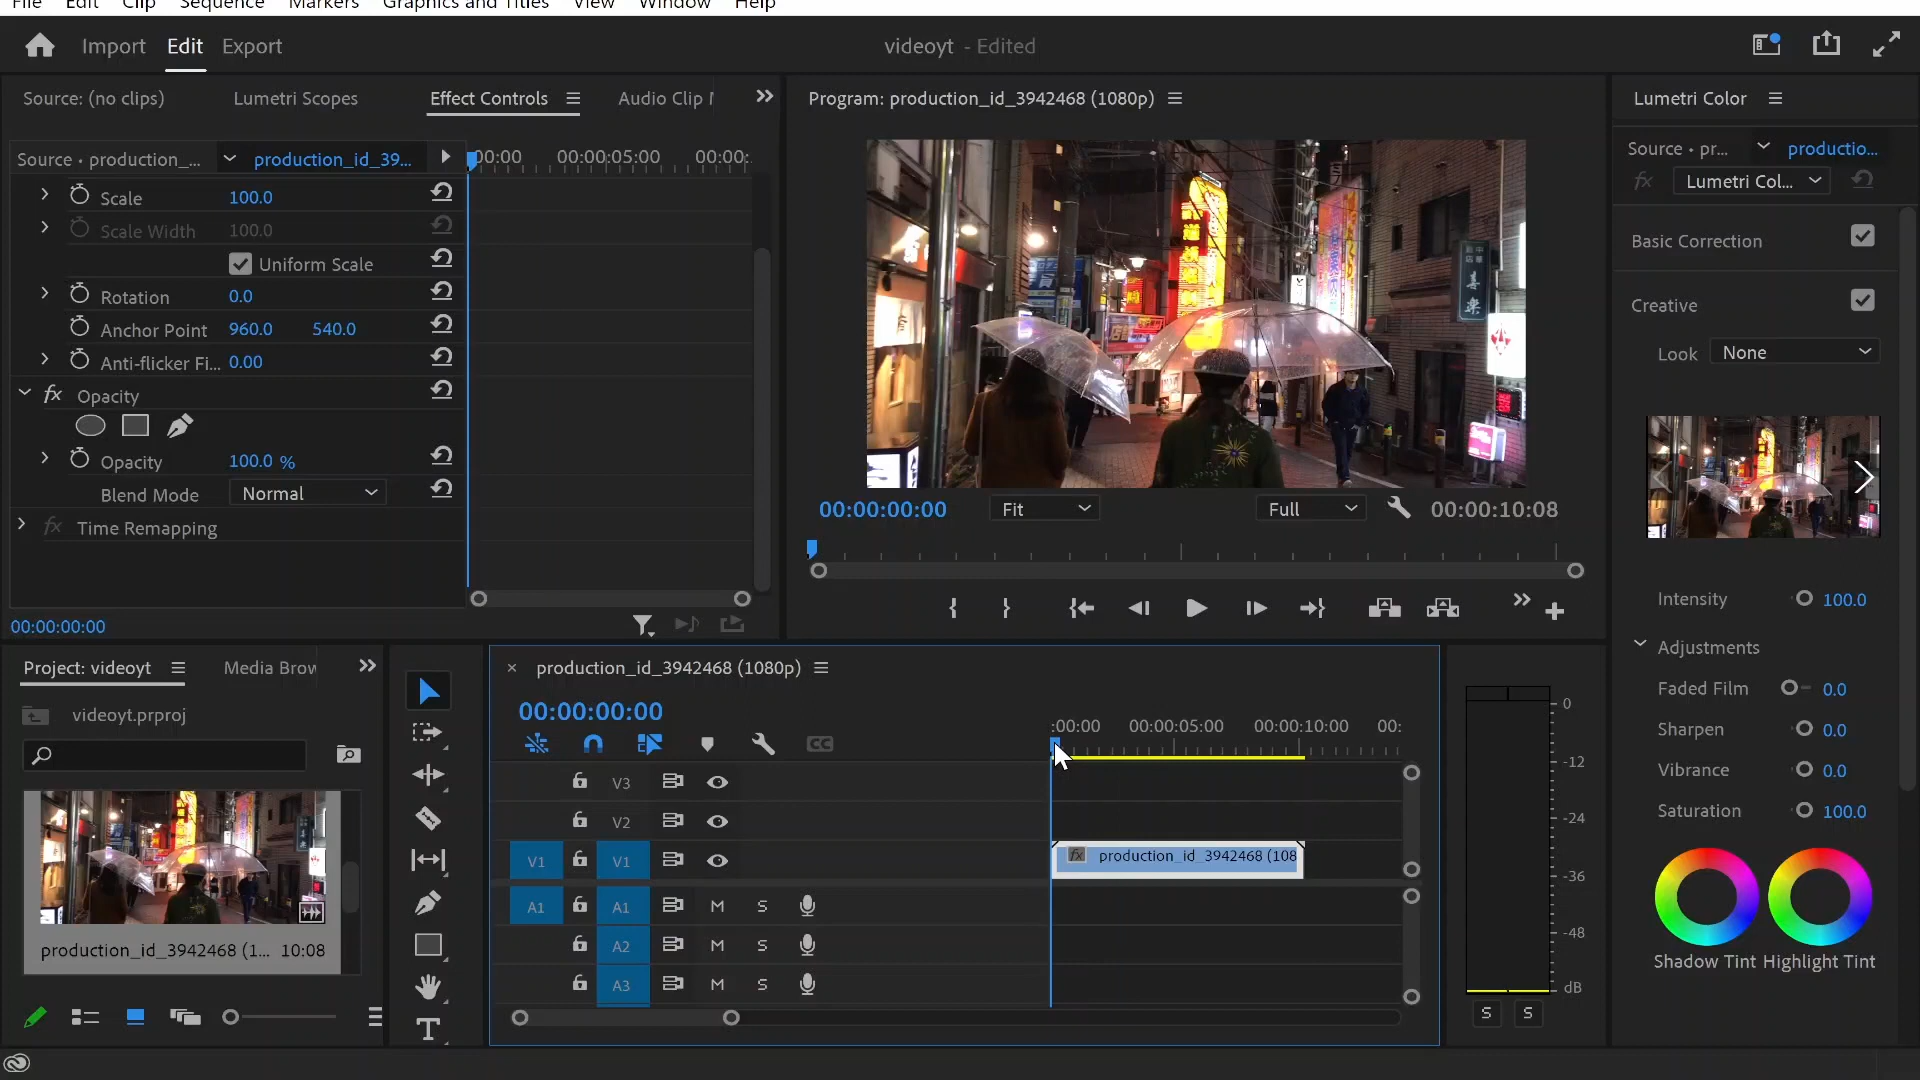 File Edit Clip Sequence Markers Graphics and Titles View Window Help
Import Edit Export videoyt - Edited
Source: (no clips) Lumetri Scopes Effect Controls Audio Clip
Source • production_... production_id_39... :00:00 00:00:05:00 00:00:
Scale 100.0
Scale Width 100.0
Uniform Scale
Rotation 0.0
Anchor Point 960.0 540.0
Anti-flicker Fi... 0.00
fx Opacity
Opacity 100.0 %
Blend Mode Normal
fx Time Remapping
00:00:00:00
Program: production_id_3942468 (1080p)
喜楽
00:00:00:00 Fit Full 00:00:10:08
Lumetri Color
Source • pr... productio...
fx Lumetri Col...
Basic Correction
Creative
Look None
Intensity 100.0
Adjustments
Faded Film 0.0
Sharpen 0.0
Vibrance 0.0
Saturation 100.0
Shadow Tint Highlight Tint
Project: videoyt Media Brow
videoyt.prproj
production_id_3942468 (1... 10:08
T
production_id_3942468 (1080p)
00:00:00:00
:00:00 00:00:05:00 00:00:10:00 00:
CC
V3
V2
V1 V1 fx production_id_3942468 (108
A1 A1 M S
A2 M S
A3 M S
0
-12
-24
-36
-48
dB
S S